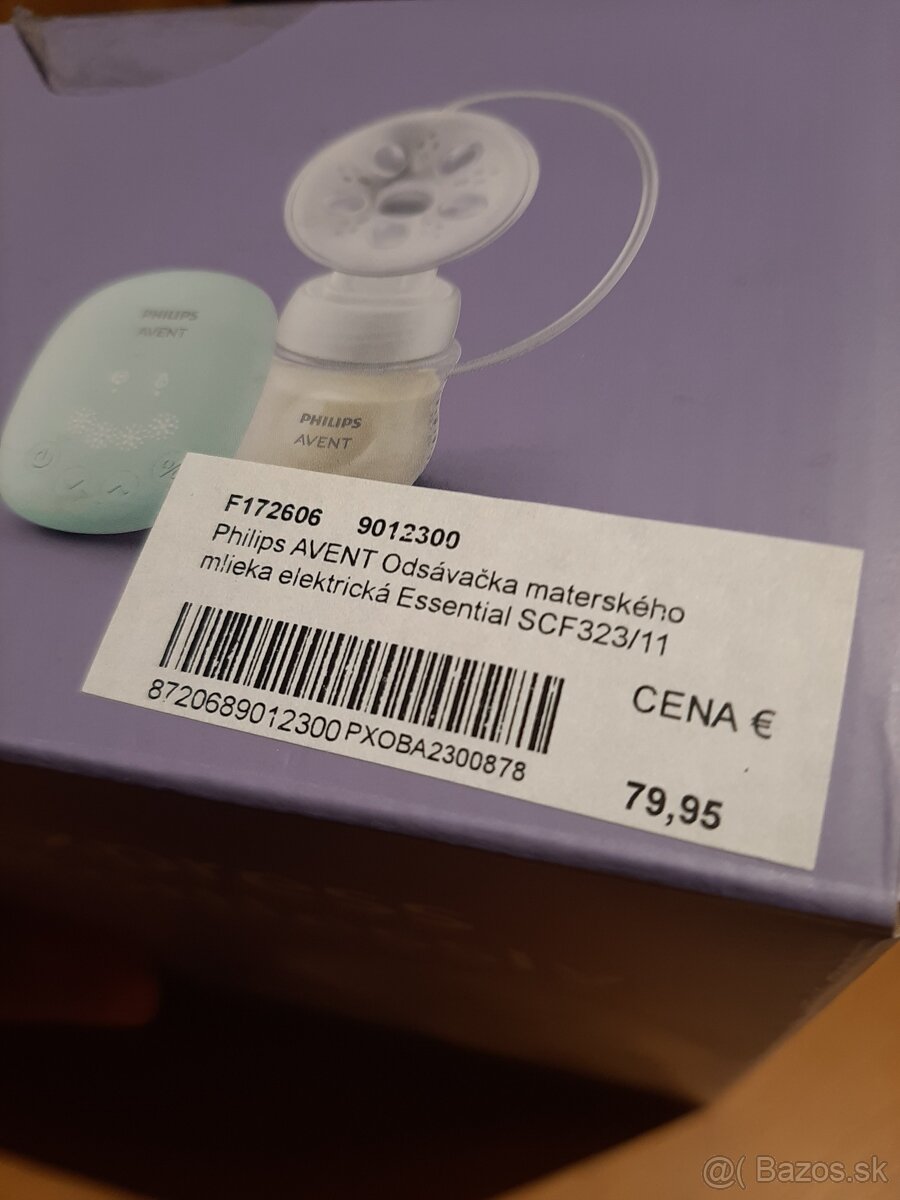 PHILIPS
AVENT
PHILIPS
AVENT
F172606 9012300
Philips AVENT Odsávačka materského
mlieka elektrická Essential SCF323/11
8720689012300 PXOBA2300878
CENA €
79,95
@( Bazos.sk